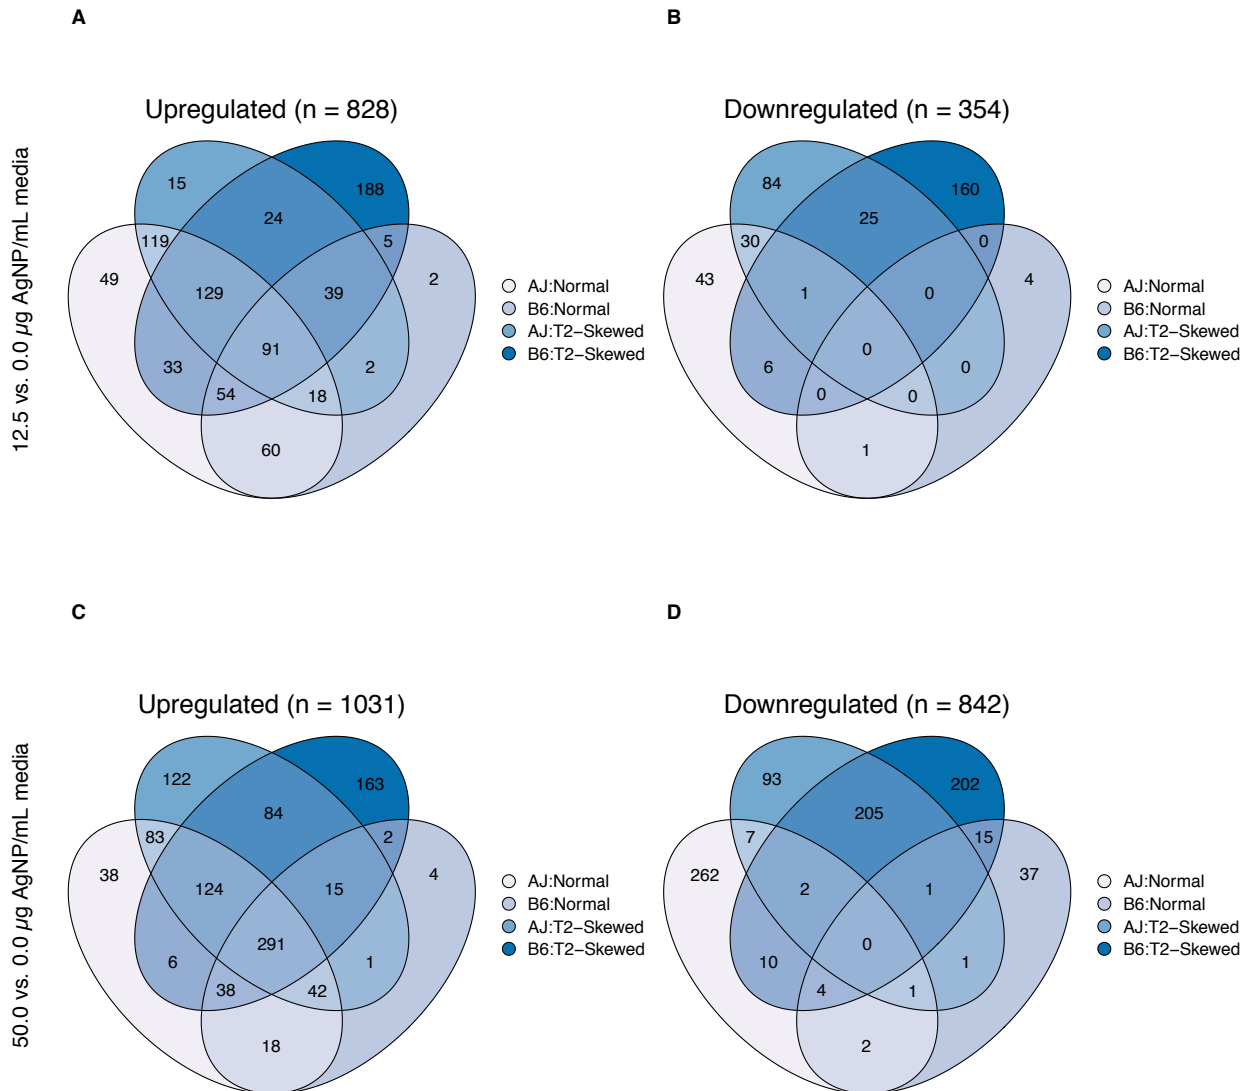 A
B
Upregulated (n = 828)
Downregulated (n = 354)
12.5 vs. 0.0 µg AgNP/mL media
15
188
24
119
5
49
2
129
39
91
33
2
54
18
60
AJ:Normal
B6:Normal
AJ:T2−Skewed
B6:T2−Skewed
84
160
25
30
0
43
4
1
0
0
6
0
0
0
1
AJ:Normal
B6:Normal
AJ:T2−Skewed
B6:T2−Skewed
C
D
Upregulated (n = 1031)
Downregulated (n = 842)
50.0 vs. 0.0 µg AgNP/mL media
122
163
84
83
2
38
4
124
15
291
6
1
38
42
18
AJ:Normal
B6:Normal
AJ:T2−Skewed
B6:T2−Skewed
93
202
205
7
15
262
37
2
1
0
10
1
4
1
2
AJ:Normal
B6:Normal
AJ:T2−Skewed
B6:T2−Skewed